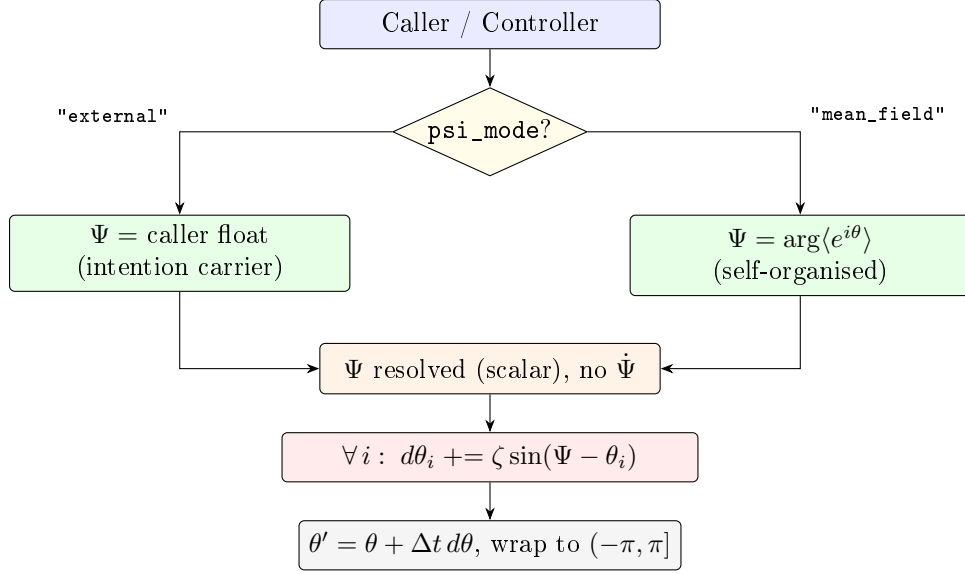 Caller / Controller
"external"
"mean_field"
psi_mode?
Ψ = caller float
(intention carrier)
Ψ = arg⟨e^{iθ}⟩
(self-organised)
Ψ resolved (scalar), no Ψ̇
∀ i : dθ_i += ζ sin(Ψ − θ_i)
θ′ = θ + Δt dθ, wrap to (−π, π]